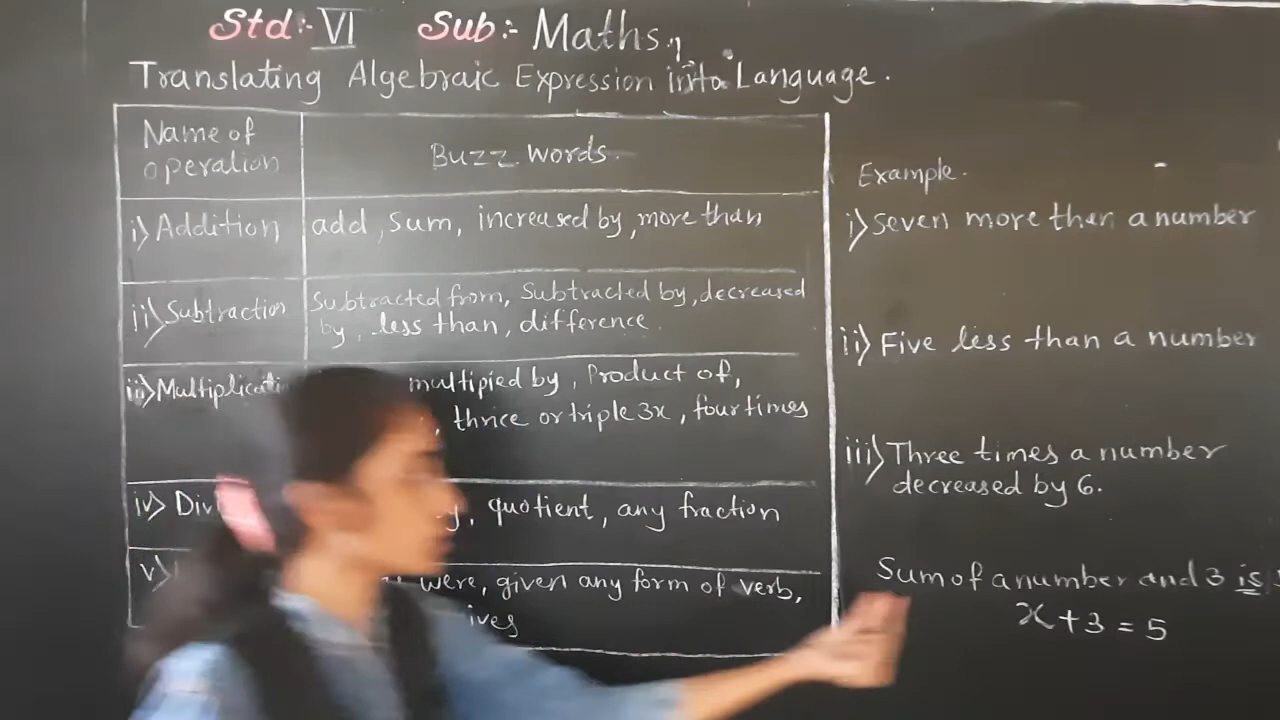 Std:- VI Sub:- Maths.
Translating Algebraic Expression into Language.
Name of
operation
Buzz words.
i) Addition
add, sum, increased by, more than
ii) Subtraction
Subtracted from, Subtracted by, decreased
by, less than, difference.
iii) Multiplicati
multipied by, Product of,
, thrice or triple 3x, four times
iv) Div
y, quotient, any fraction
v)
were, given any form of verb,
ives
Example.
i) seven more than a number
ii) Five less than a number
iii) Three times a number
decreased by 6.
Sum of a number and 3 is
x + 3 = 5